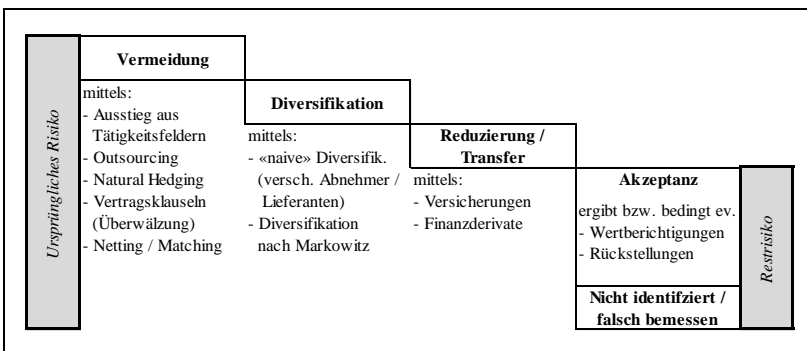 Ursprüngliches Risiko
Vermeidung
mittels:
- Ausstieg aus
Tätigkeitsfeldern
- Outsourcing
- Natural Hedging
- Vertragsklauseln
(Überwälzung)
- Netting / Matching
Diversifikation
mittels:
- «naive» Diversifik.
(versch. Abnehmer /
Lieferanten)
- Diversifikation
nach Markowitz
Reduzierung /
Transfer
mittels:
- Versicherungen
- Finanzderivate
Akzeptanz
ergibt bzw. bedingt ev.
- Wertberichtigungen
- Rückstellungen
Nicht identifziert /
falsch bemessen
Restrisiko